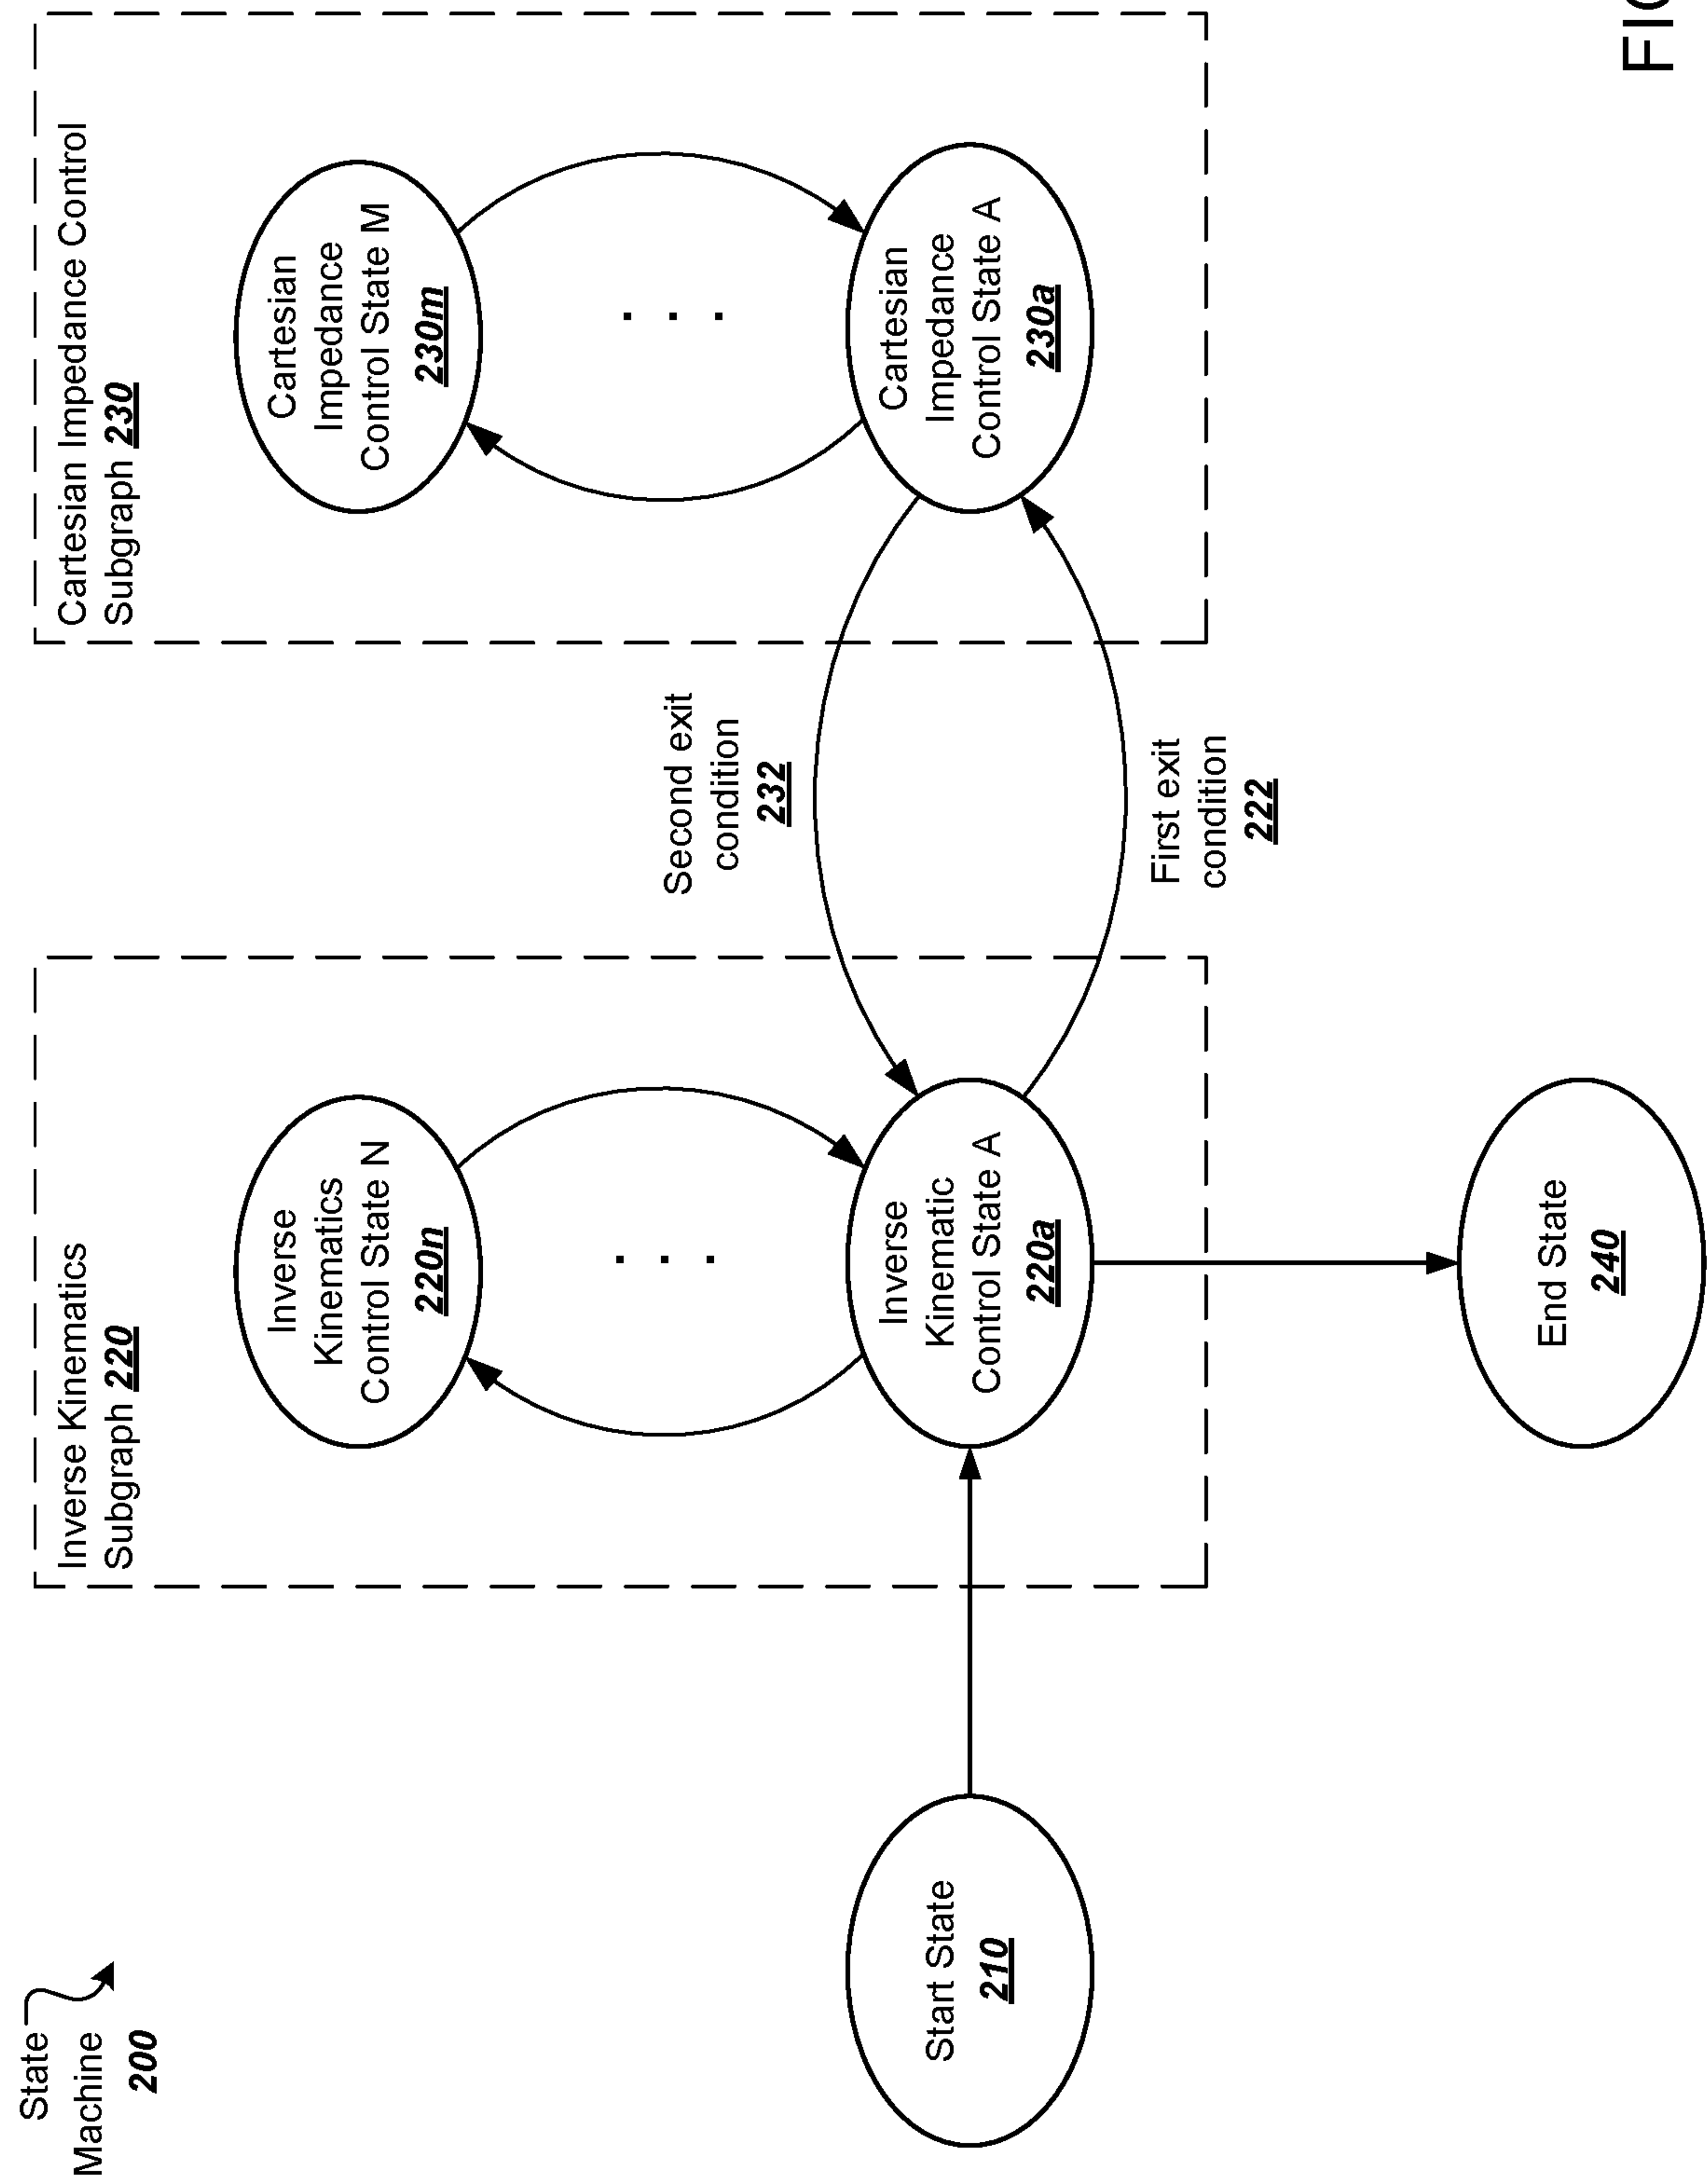 State
Machine
200
Inverse Kinematics
Subgraph 220
Cartesian Impedance Control
Subgraph 230
Inverse
Kinematics
Control State N
220n
Cartesian
Impedance
Control State M
230m
. . .
. . .
Second exit
condition
232
Start State
210
Inverse
Kinematic
Control State A
220a
Cartesian
Impedance
Control State A
230a
First exit
condition
222
End State
240